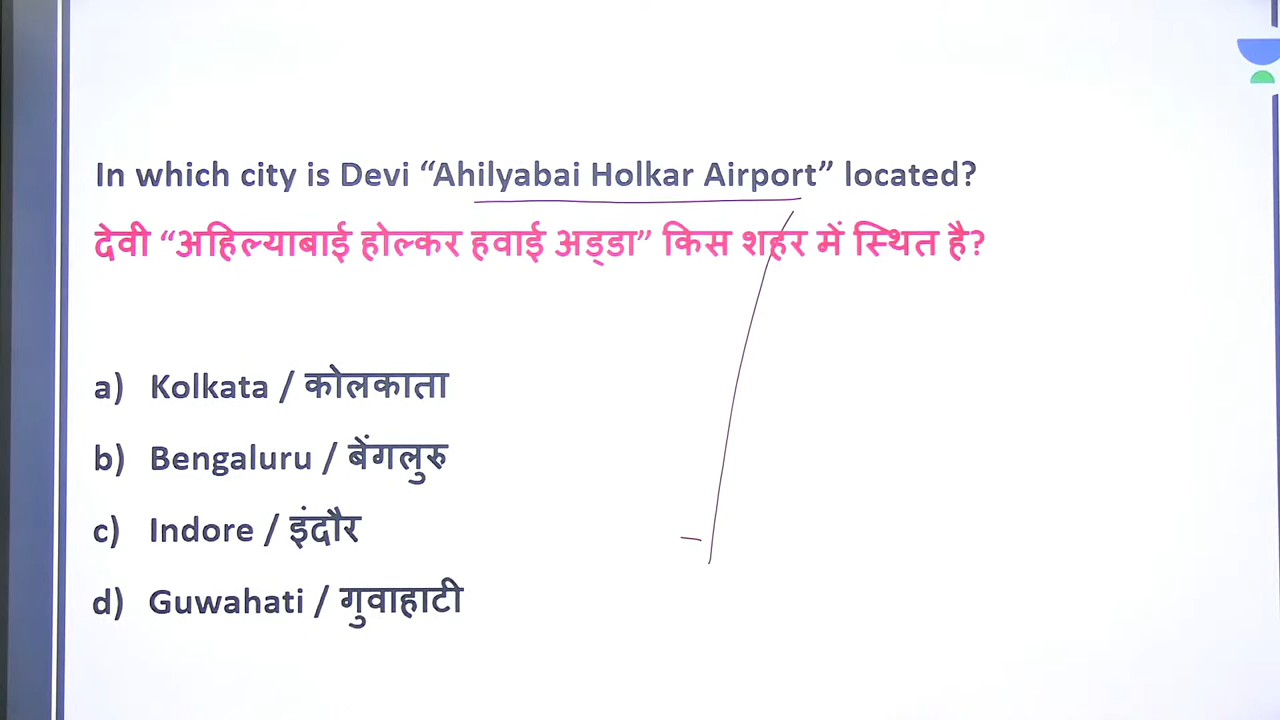 In which city is Devi “Ahilyabai Holkar Airport” located?
देवी “अहिल्याबाई होल्कर हवाई अड्डा” किस शहर में स्थित है?
a) Kolkata / कोलकाता
b) Bengaluru / बेंगलुरु
c) Indore / इंदौर
d) Guwahati / गुवाहाटी